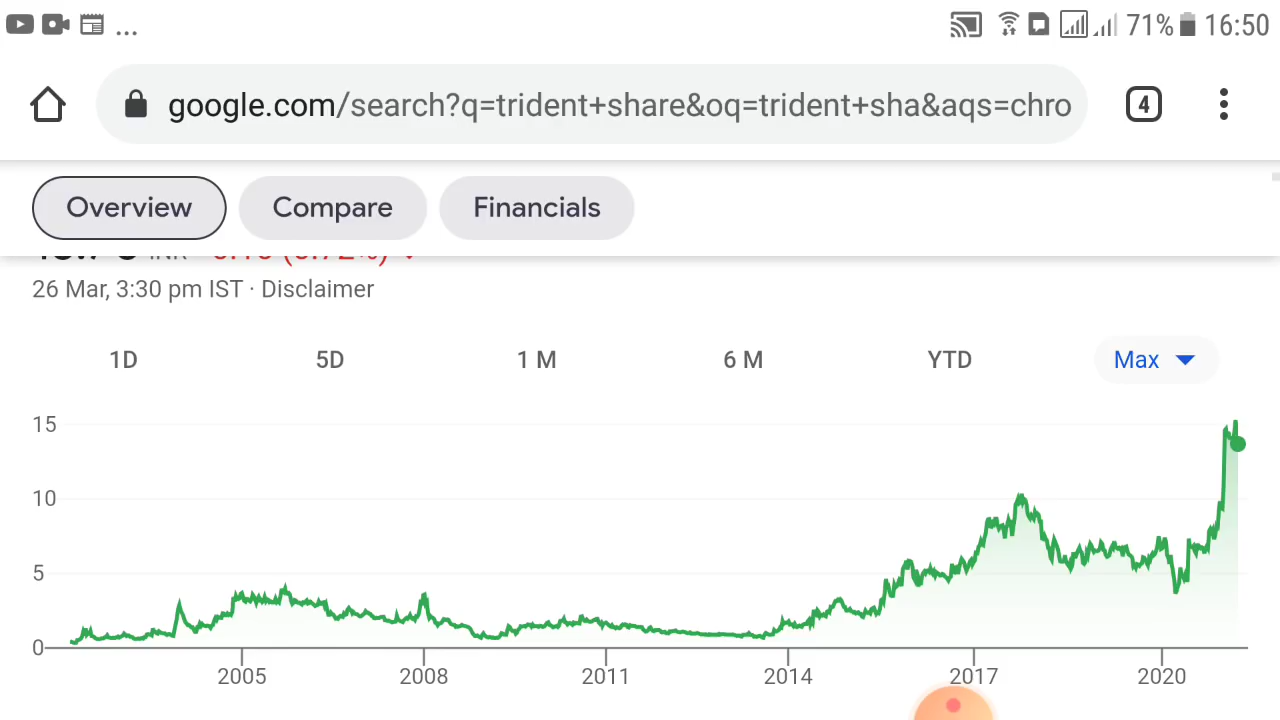 ... 71% 16:50
google.com/search?q=trident+share&oq=trident+sha&aqs=chro 4
Overview Compare Financials
INR
26 Mar, 3:30 pm IST · Disclaimer
1D 5D 1 M 6 M YTD Max
15
10
5
0
2005 2008 2011 2014 2017 2020